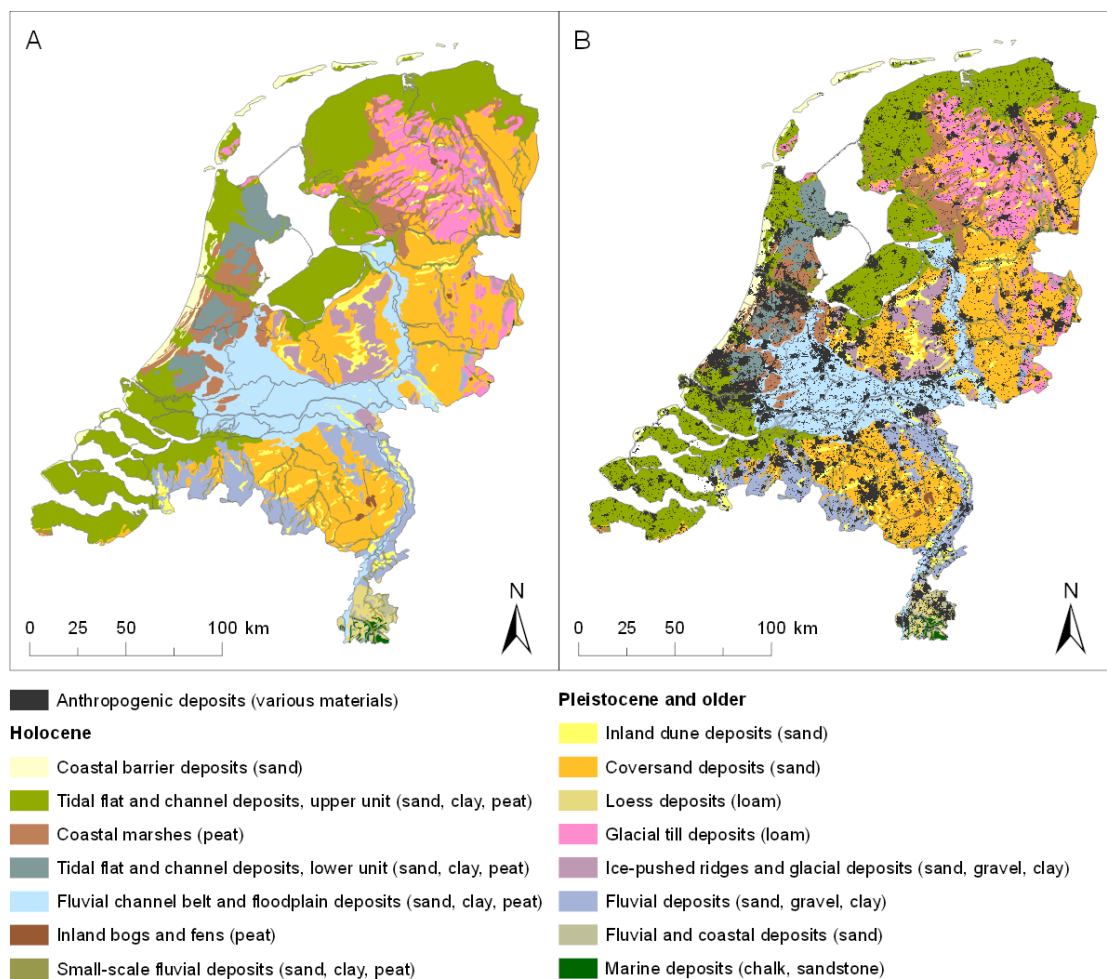 A
B
N
0 25 50 100 km
N
0 25 50 100 km
Anthropogenic deposits (various materials)
Holocene
Coastal barrier deposits (sand)
Tidal flat and channel deposits, upper unit (sand, clay, peat)
Coastal marshes (peat)
Tidal flat and channel deposits, lower unit (sand, clay, peat)
Fluvial channel belt and floodplain deposits (sand, clay, peat)
Inland bogs and fens (peat)
Small-scale fluvial deposits (sand, clay, peat)
Pleistocene and older
Inland dune deposits (sand)
Coversand deposits (sand)
Loess deposits (loam)
Glacial till deposits (loam)
Ice-pushed ridges and glacial deposits (sand, gravel, clay)
Fluvial deposits (sand, gravel, clay)
Fluvial and coastal deposits (sand)
Marine deposits (chalk, sandstone)